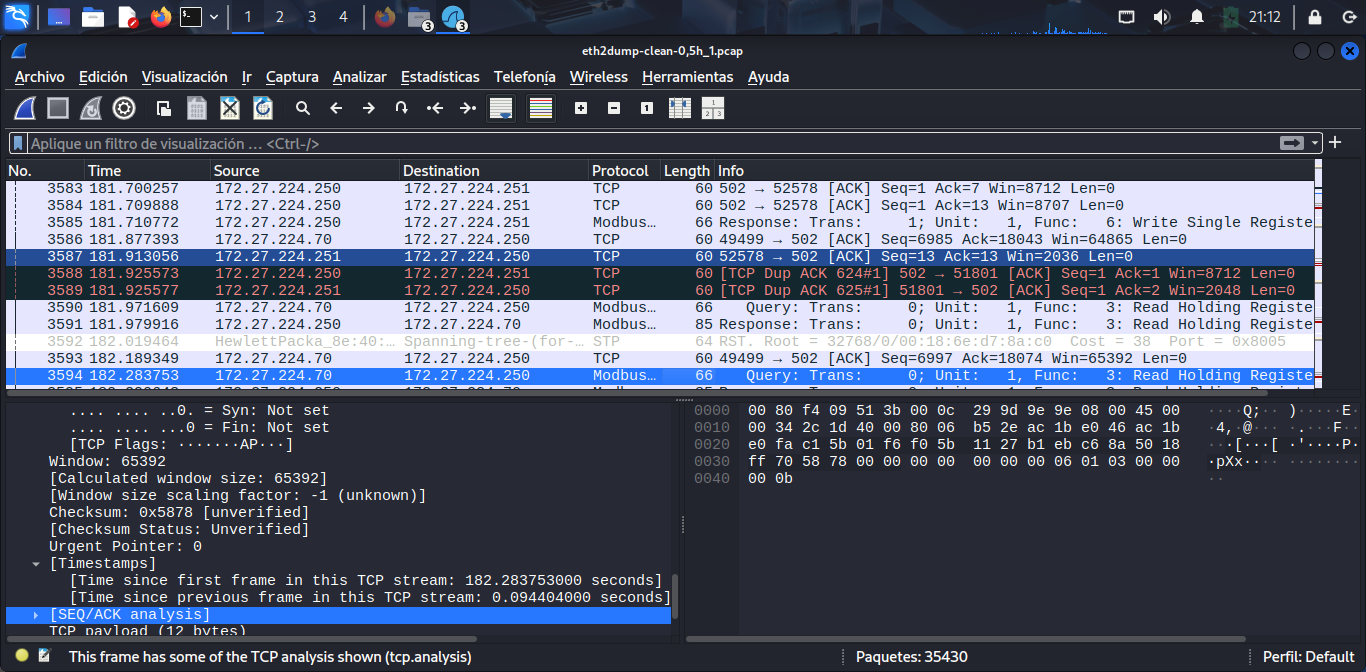 1 2 3 4 3 3 21:12
eth2dump-clean-0,5h_1.pcap
Archivo Edición Visualización Ir Captura Analizar Estadísticas Telefonía Wireless Herramientas Ayuda
Aplique un filtro de visualización … <Ctrl-/>
No. Time Source Destination Protocol Length Info
3583 181.700257 172.27.224.250 172.27.224.251 TCP 60 502 → 52578 [ACK] Seq=1 Ack=7 Win=8712 Len=0
3584 181.709888 172.27.224.250 172.27.224.251 TCP 60 502 → 52578 [ACK] Seq=1 Ack=13 Win=8707 Len=0
3585 181.710772 172.27.224.250 172.27.224.251 Modbus… 66 Response: Trans: 1; Unit: 1, Func: 6: Write Single Registe
3586 181.877393 172.27.224.70 172.27.224.250 TCP 60 49499 → 502 [ACK] Seq=6985 Ack=18043 Win=64865 Len=0
3587 181.913056 172.27.224.251 172.27.224.250 TCP 60 52578 → 502 [ACK] Seq=13 Ack=13 Win=2036 Len=0
3588 181.925573 172.27.224.250 172.27.224.251 TCP 60 [TCP Dup ACK 624#1] 502 → 51801 [ACK] Seq=1 Ack=1 Win=8712 Len=0
3589 181.925577 172.27.224.251 172.27.224.250 TCP 60 [TCP Dup ACK 625#1] 51801 → 502 [ACK] Seq=1 Ack=2 Win=2048 Len=0
3590 181.971609 172.27.224.70 172.27.224.250 Modbus… 66 Query: Trans: 0; Unit: 1, Func: 3: Read Holding Registe
3591 181.979916 172.27.224.250 172.27.224.70 Modbus… 85 Response: Trans: 0; Unit: 1, Func: 3: Read Holding Registe
3592 182.019464 HewlettPacka_8e:40:… Spanning-tree-(for-… STP 64 RST. Root = 32768/0/00:18:6e:d7:8a:c0 Cost = 38 Port = 0x8005
3593 182.189349 172.27.224.70 172.27.224.250 TCP 60 49499 → 502 [ACK] Seq=6997 Ack=18074 Win=65392 Len=0
3594 182.283753 172.27.224.70 172.27.224.250 Modbus… 66 Query: Trans: 0; Unit: 1, Func: 3: Read Holding Registe
.... .... ..0. = Syn: Not set
.... .... ...0 = Fin: Not set
[TCP Flags: ·······AP···]
Window: 65392
[Calculated window size: 65392]
[Window size scaling factor: -1 (unknown)]
Checksum: 0x5878 [unverified]
[Checksum Status: Unverified]
Urgent Pointer: 0
[Timestamps]
[Time since first frame in this TCP stream: 182.283753000 seconds]
[Time since previous frame in this TCP stream: 0.094404000 seconds]
[SEQ/ACK analysis]
TCP payload (12 bytes)
0000 00 80 f4 09 51 3b 00 0c 29 9d 9e 9e 08 00 45 00 ····Q;·· )·····E·
0010 00 34 2c 1d 40 00 80 06 b5 2e ac 1b e0 46 ac 1b ·4,·@··· ·.···F··
0020 e0 fa c1 5b 01 f6 f0 5b 11 27 b1 eb c6 8a 50 18 ···[···[ ·'····P·
0030 ff 70 58 78 00 00 00 00 00 00 00 06 01 03 00 00 ·pXx···· ········
0040 00 0b ··
This frame has some of the TCP analysis shown (tcp.analysis) Paquetes: 35430 Perfil: Default